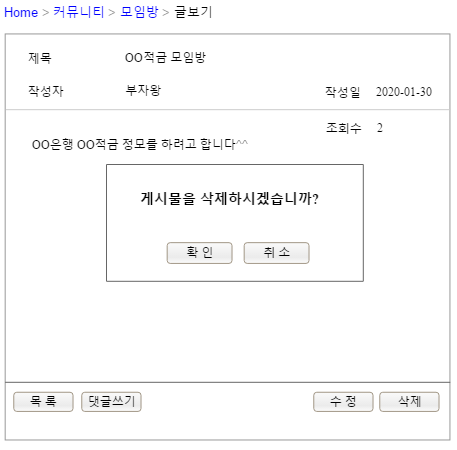 Home > 커뮤니티 > 모임방 > 글보기
제목 OO적금 모임방
작성자 부자왕 작성일 2020-01-30
조회수 2
OO은행 OO적금 정모를 하려고 합니다^^
게시물을 삭제하시겠습니까?
확 인 취 소
목 록 댓글쓰기 수 정 삭제